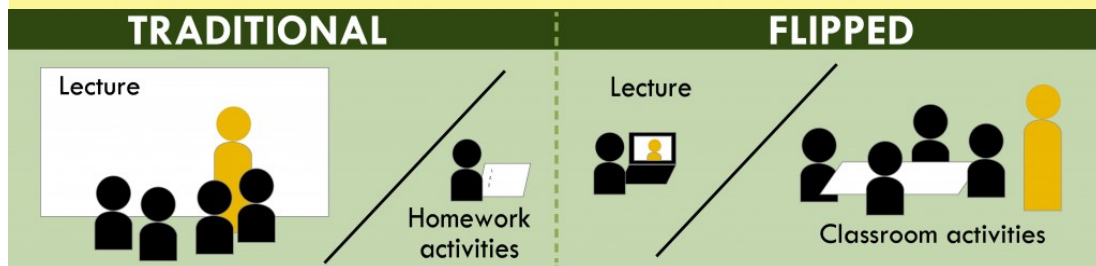 TRADITIONAL
Lecture
Homework
activities
FLIPPED
Lecture
Classroom activities